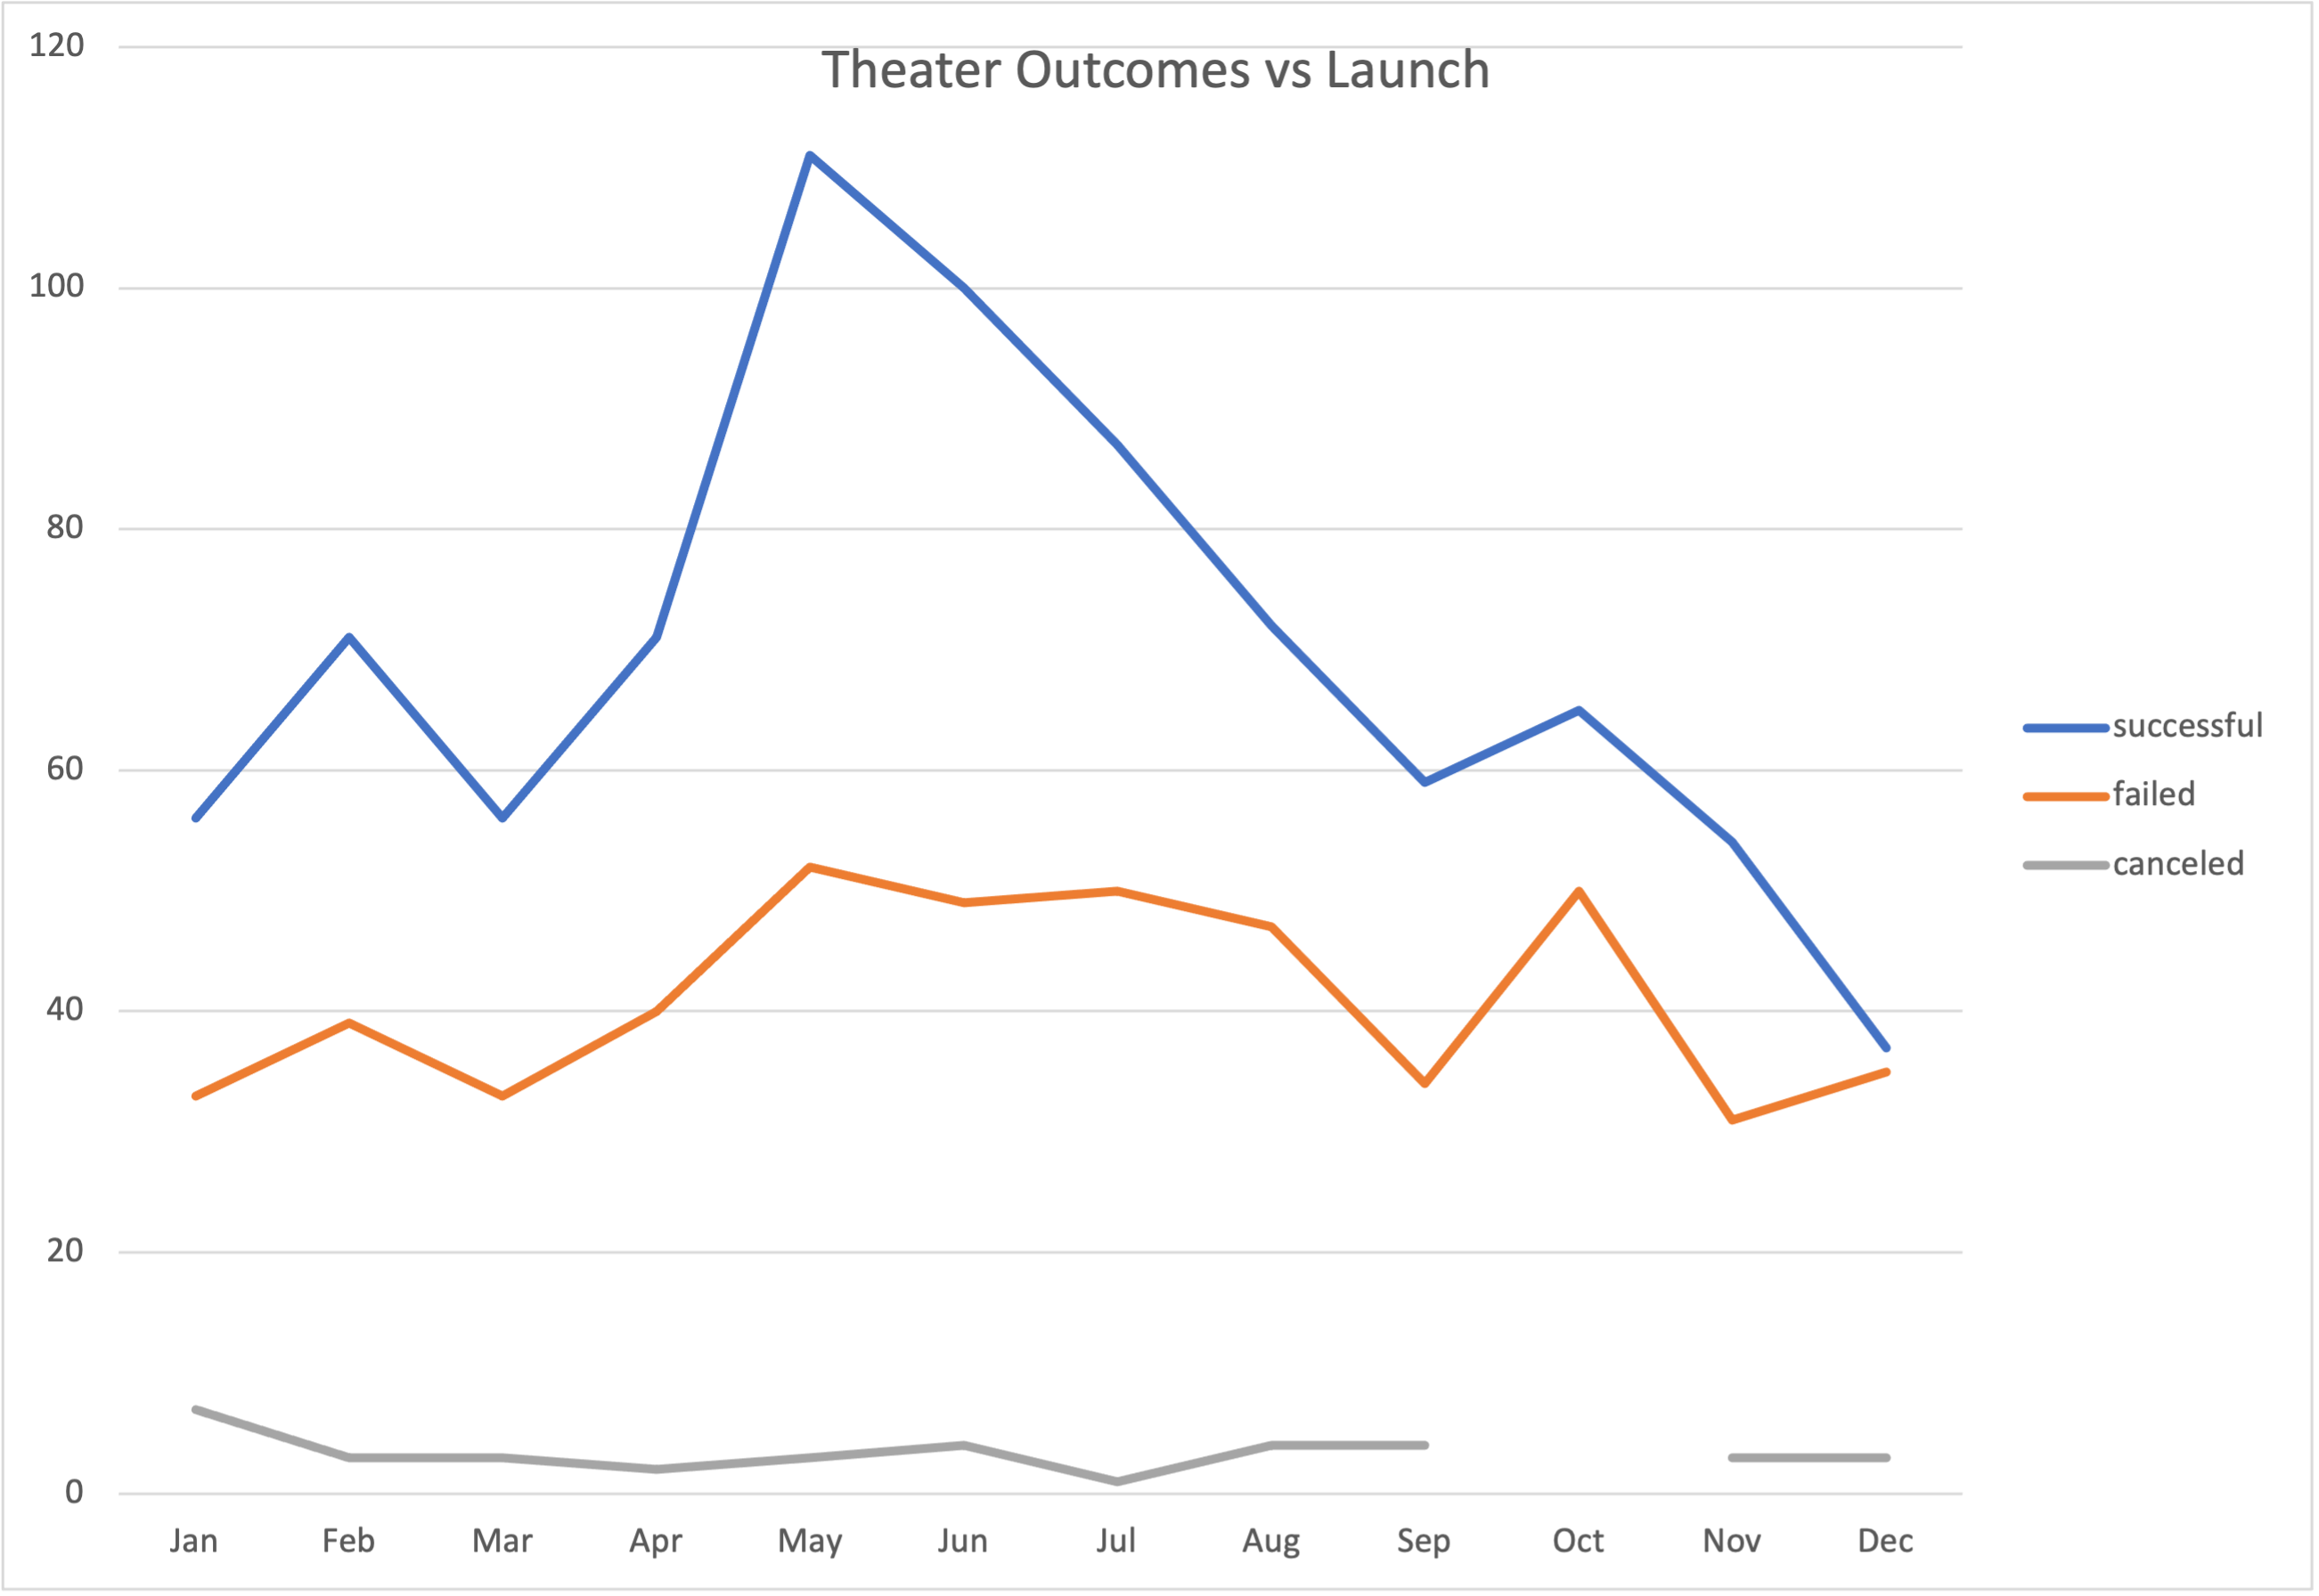 Theater Outcomes vs Launch
120
100
80
60
40
20
0
Jan Feb Mar Apr May Jun Jul Aug Sep Oct Nov Dec
successful
failed
canceled